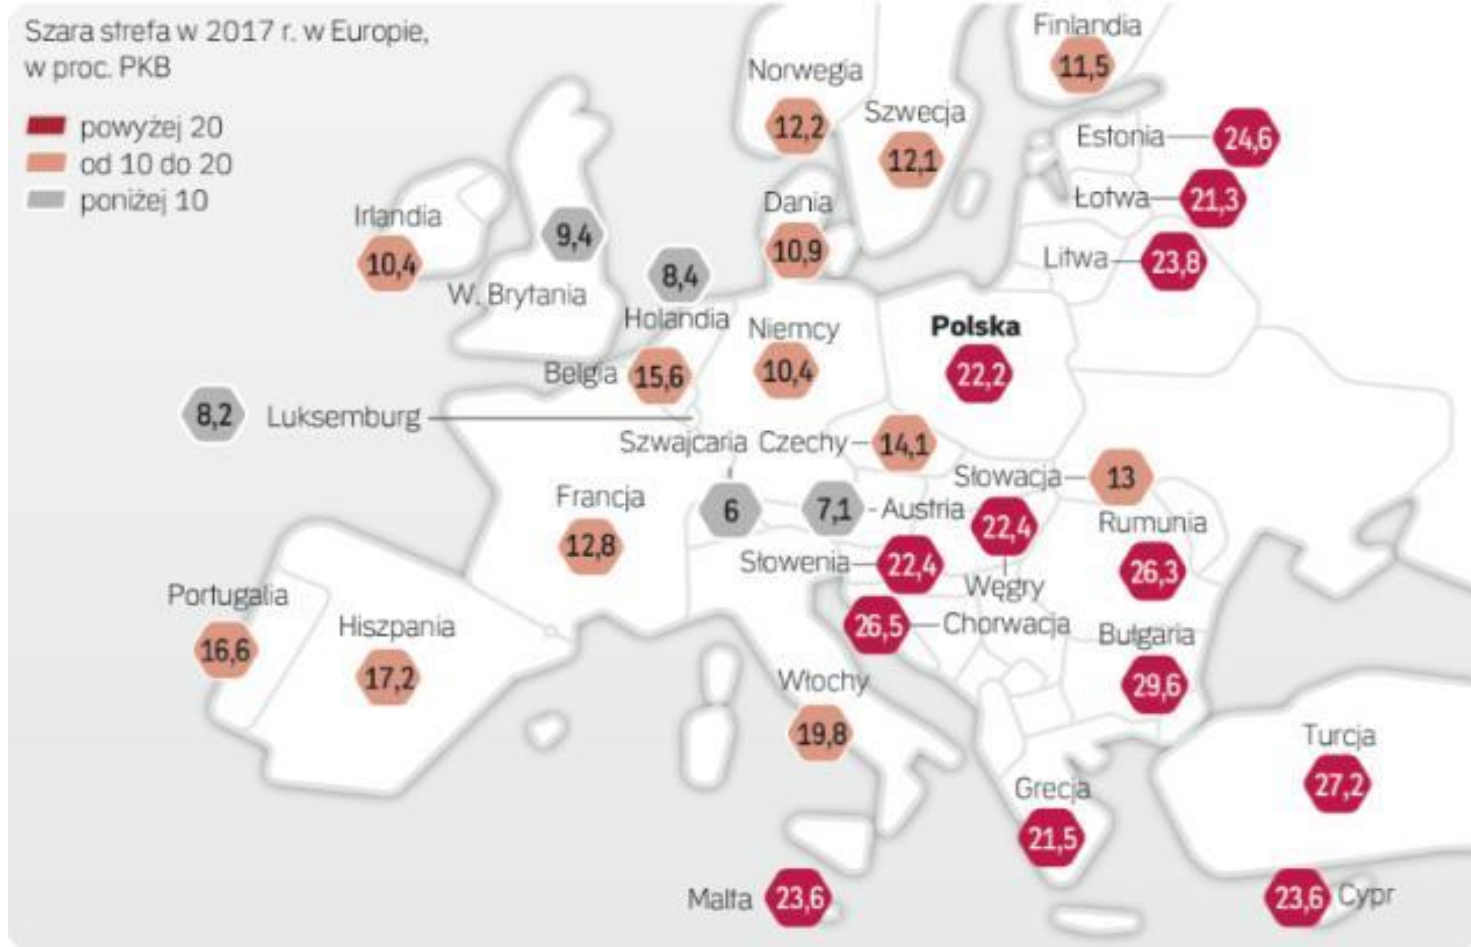 Szara strefa w 2017 r. w Europie,
w proc. PKB
powyżej 20
od 10 do 20
poniżej 10
Finlandia
11,5
Norwegia
12,2
Szwecja
12,1
Estonia
24,6
Łotwa
21,3
Litwa
23,8
Irlandia
10,4
9,4
W. Brytania
Dania
10,9
8,4
Holandia
Niemcy
10,4
Polska
22,2
Belgia
15,6
8,2
Luksemburg
Szwajcaria
6
Czechy
14,1
Słowacja
13
Francja
12,8
7,1
Austria
22,4
Węgry
Rumunia
26,3
Słowenia
22,4
Portugalia
16,6
Hiszpania
17,2
26,5
Chorwacja
Bułgaria
29,6
Włochy
19,8
Turcja
27,2
Grecja
21,5
Malta
23,6
23,6
Cypr